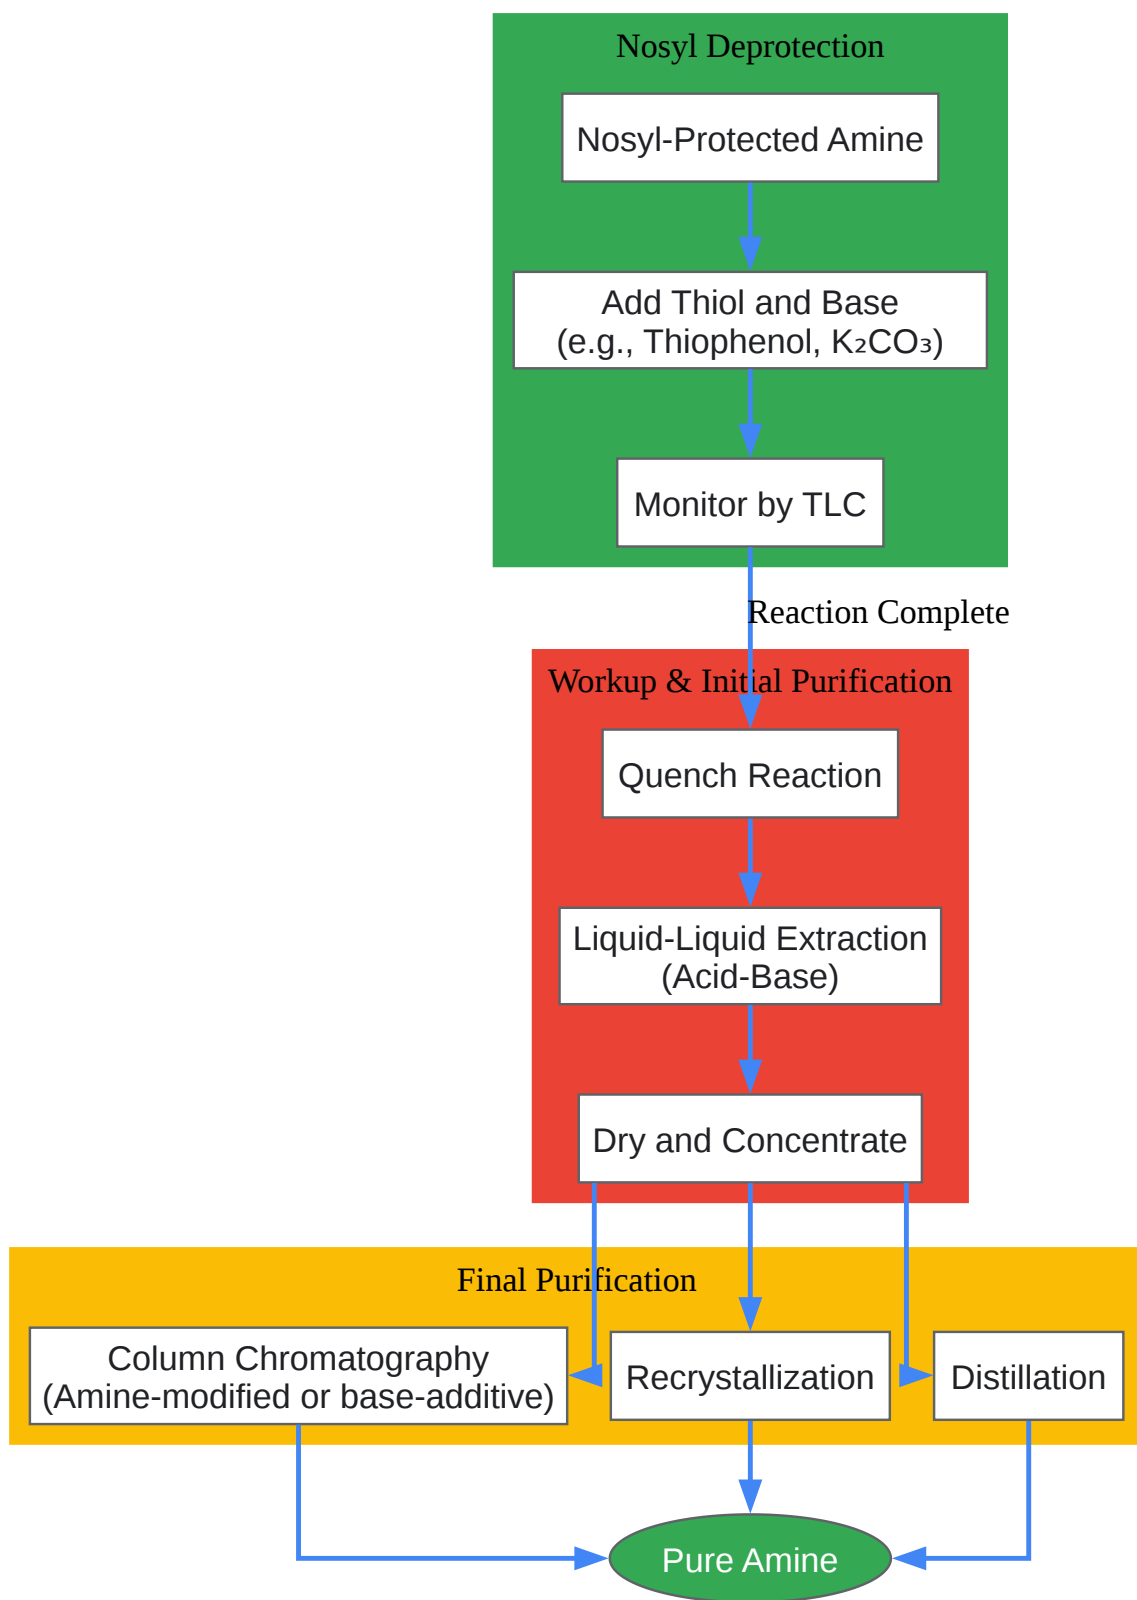 Nosyl Deprotection
Nosyl-Protected Amine
Add Thiol and Base
(e.g., Thiophenol, K₂CO₃)
Monitor by TLC
Reaction Complete
Workup & Initial Purification
Quench Reaction
Liquid-Liquid Extraction
(Acid-Base)
Dry and Concentrate
Final Purification
Column Chromatography
(Amine-modified or base-additive)
Recrystallization
Distillation
Pure Amine